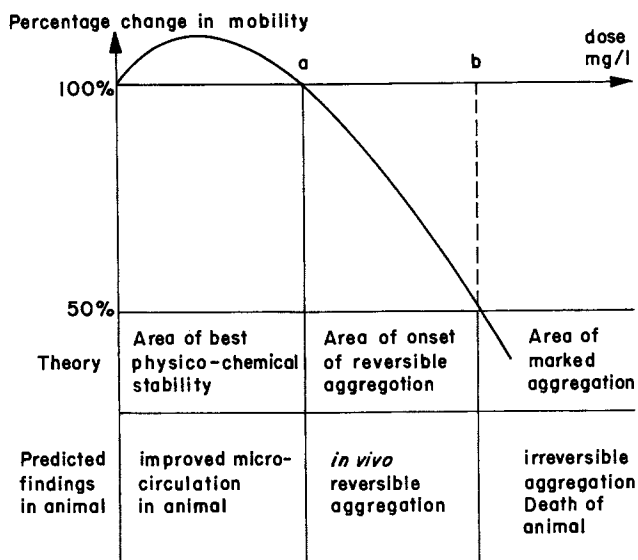 Percentage change in mobility
dose
mg/l
a
b
100%
50%
Theory
Area of best
physico-chemical
stability
Area of onset
of reversible
aggregotion
Area of
marked
aggregation
Predicted
findings
in animal
improved micro-
circulation
in animal
in vivo
reversible
aggregation
irreversible
aggregation
Death of
animal